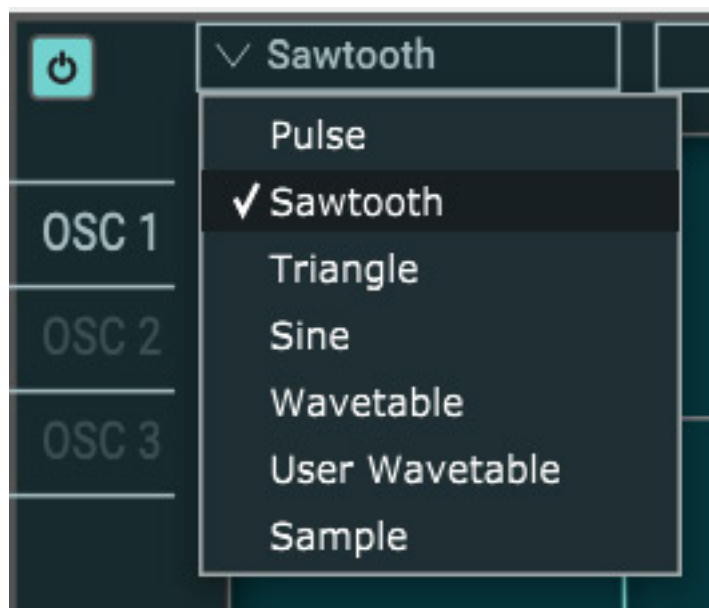 Sawtooth
Pulse
Sawtooth
Triangle
Sine
Wavetable
User Wavetable
Sample
OSC 1
OSC 2
OSC 3